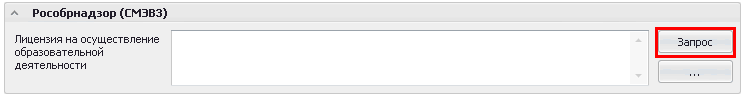 Рособрнадзор (СМЭВ3)
Лицензия на осуществление
образовательной
деятельности
Запрос
...